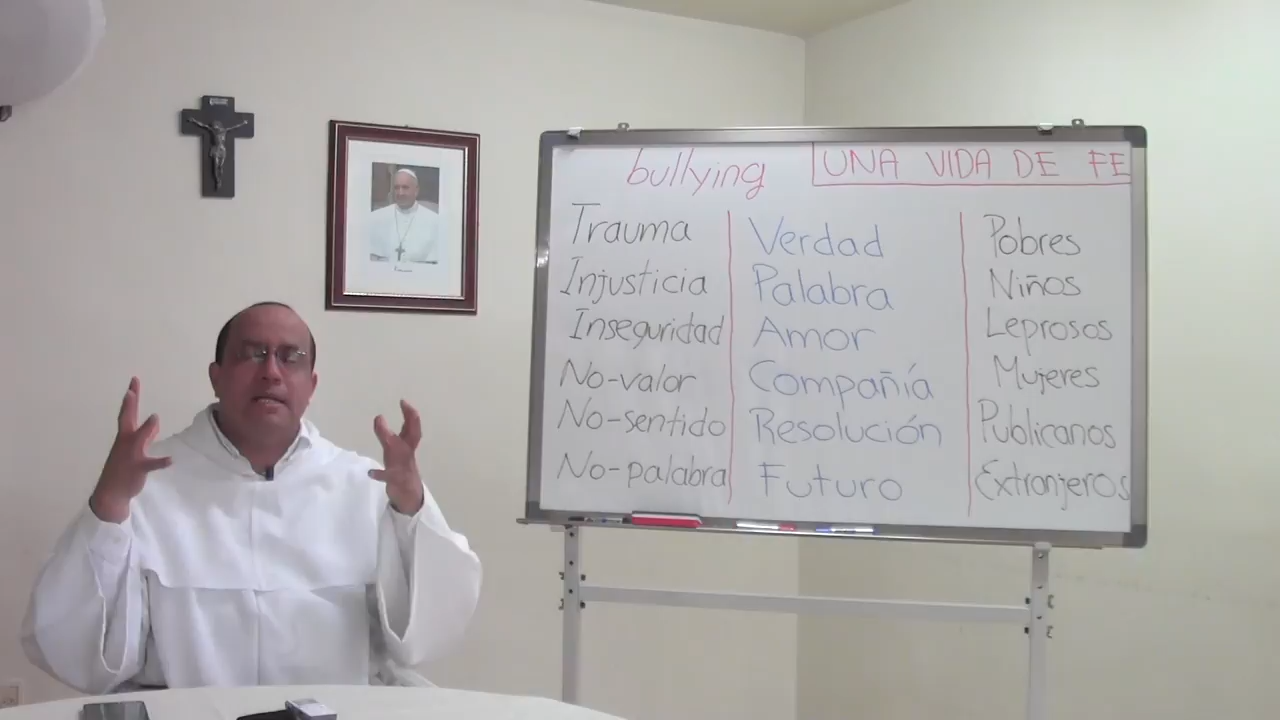 bullying UNA VIDA DE FE
Trauma Verdad Pobres
Injusticia Palabra Niños
Inseguridad Amor Leprosos
No-valor Compañía Mujeres
No-sentido Resolución Publicanos
No-palabra Futuro Extranjeros